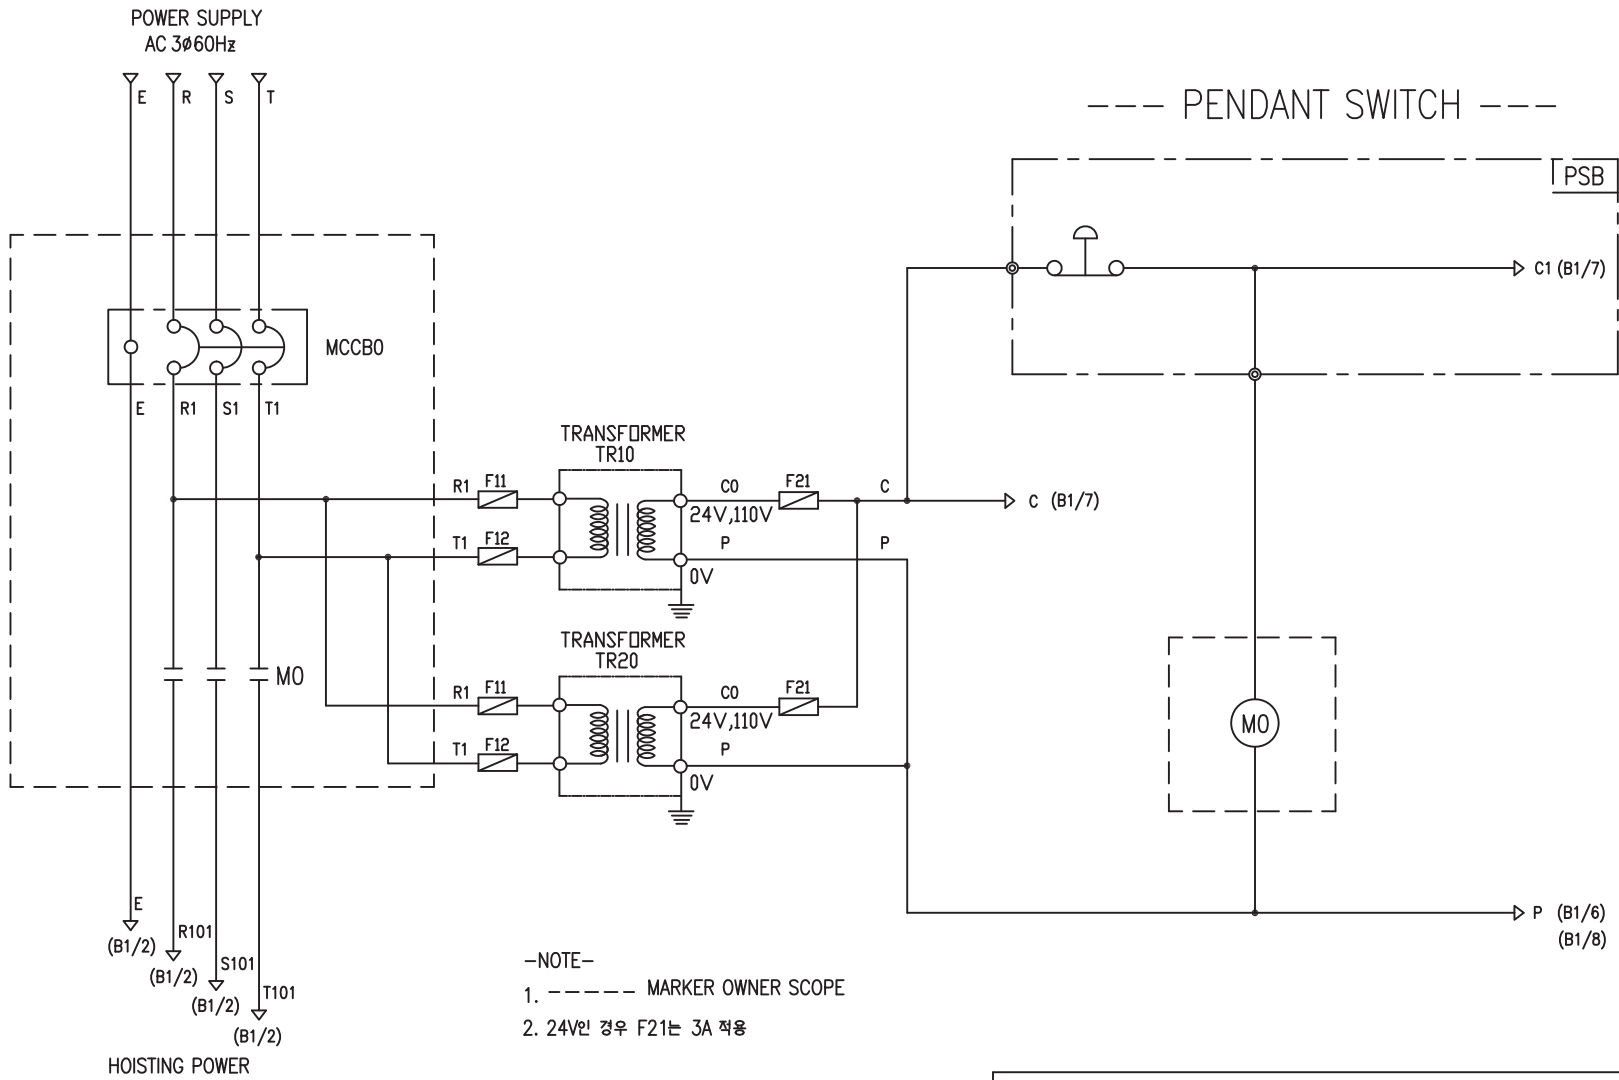 POWER SUPPLY
AC 3ø60Hz
E
R
S
T
--- PENDANT SWITCH ---
PSB
C1 (B1/7)
MCCB0
E
R1
S1
T1
TRANSFORMER
TR10
R1
F11
C0
F21
C
C (B1/7)
24V,110V
T1
F12
P
P
0V
TRANSFORMER
TR20
M0
R1
F11
C0
F21
24V,110V
M0
T1
F12
P
0V
E
(B1/2)
R101
(B1/2)
S101
(B1/2)
T101
(B1/2)
HOISTING POWER
P (B1/6)
(B1/8)
-NOTE-
1. ------ MARKER OWNER SCOPE
2. 24V인 경우 F21는 3A 적용